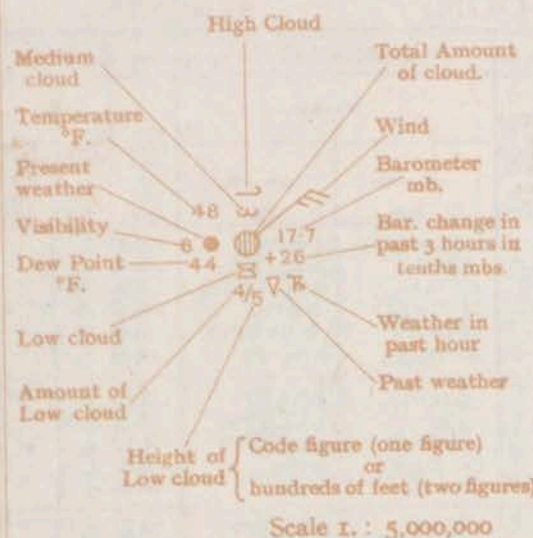 High Cloud
Medium
cloud
Total Amount
of cloud.
Temperature
°F.
Wind
Present
weather
Barometer
mb.
48
Visibility
6
17.7
Bar. change in
past 3 hours in
tenths mbs.
+26
Dew Point
°F.
44
4/5
Low cloud
Weather in
past hour
Amount of
Low cloud
Past weather
Height of
Low cloud
Code figure (one figure)
or
hundreds of feet (two figures)
Scale 1. : 5,000,000